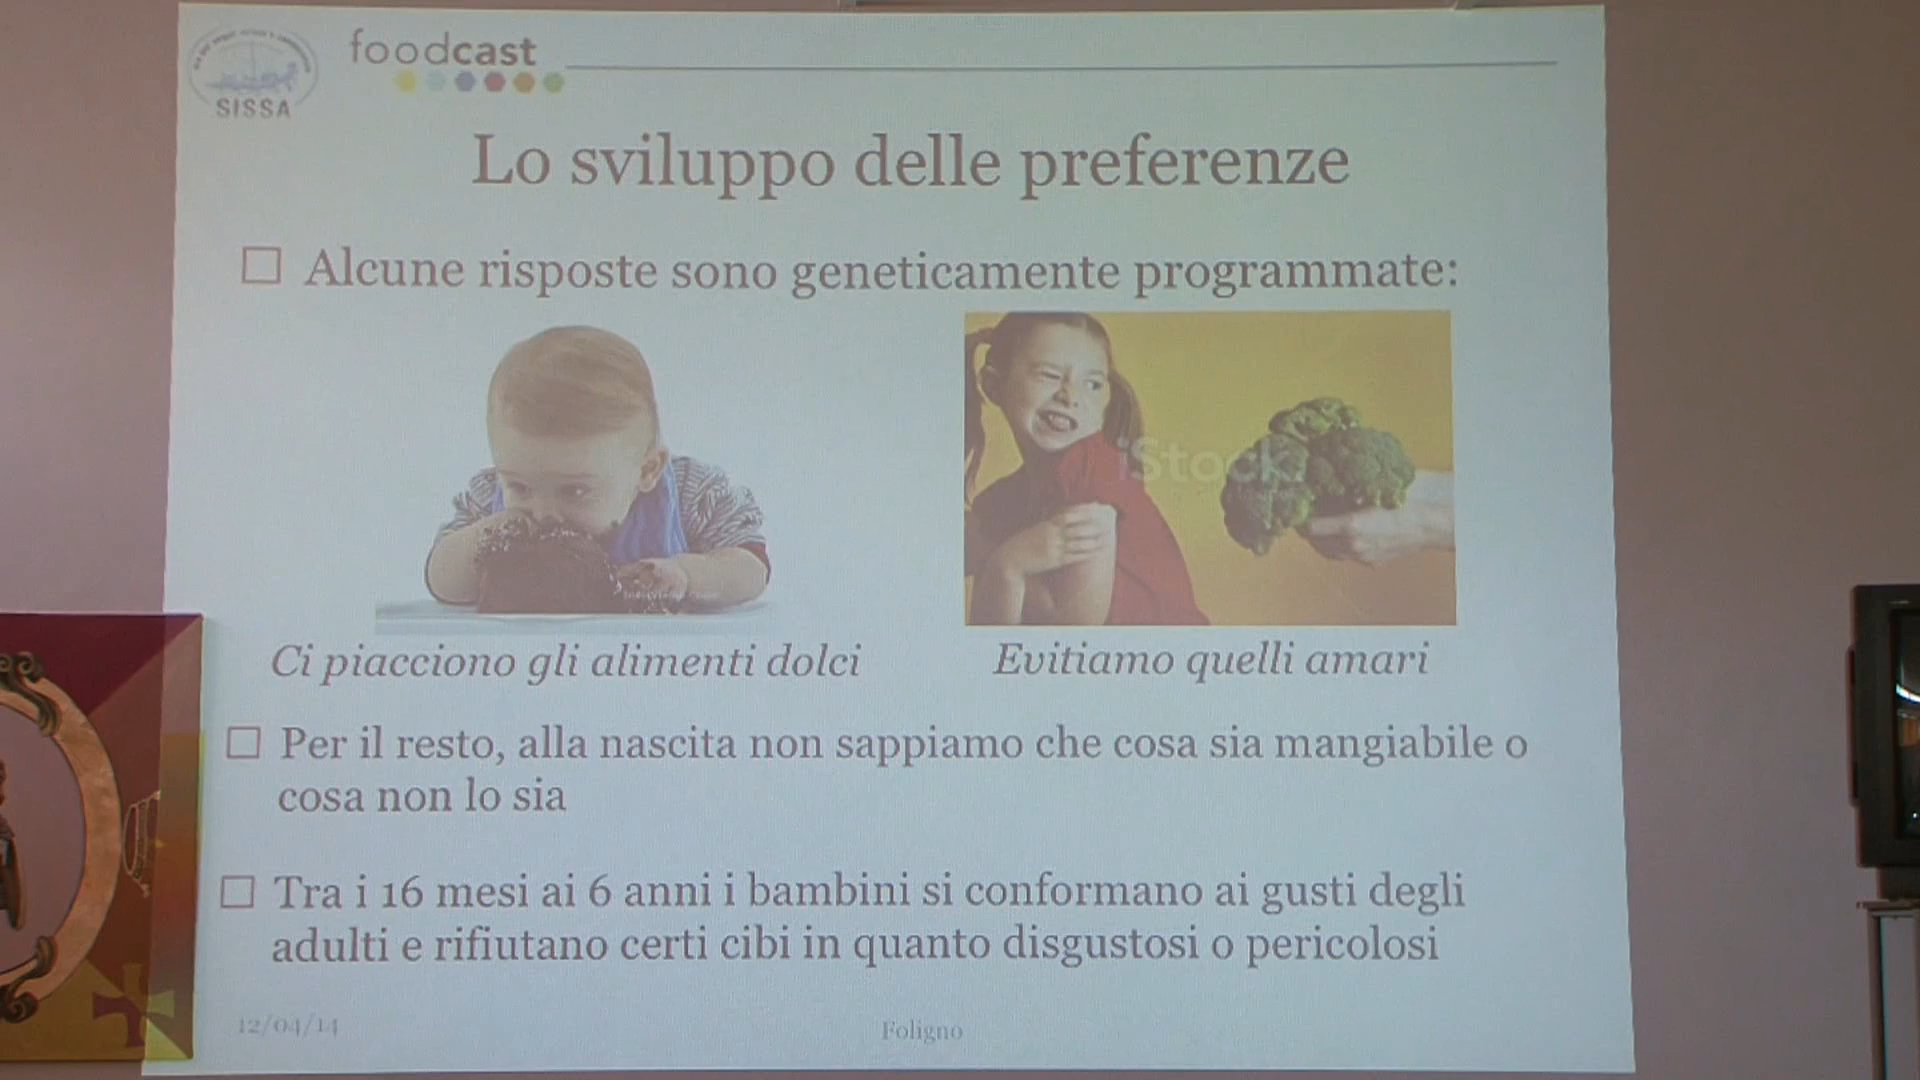 foodcast
SISSA
Lo sviluppo delle preferenze
Alcune risposte sono geneticamente programmate:
iStock
Ci piacciono gli alimenti dolci
Evitiamo quelli amari
Per il resto, alla nascita non sappiamo che cosa sia mangiabile o
cosa non lo sia
Tra i 16 mesi ai 6 anni i bambini si conformano ai gusti degli
adulti e rifiutano certi cibi in quanto disgustosi o pericolosi
12/04/14
Foligno